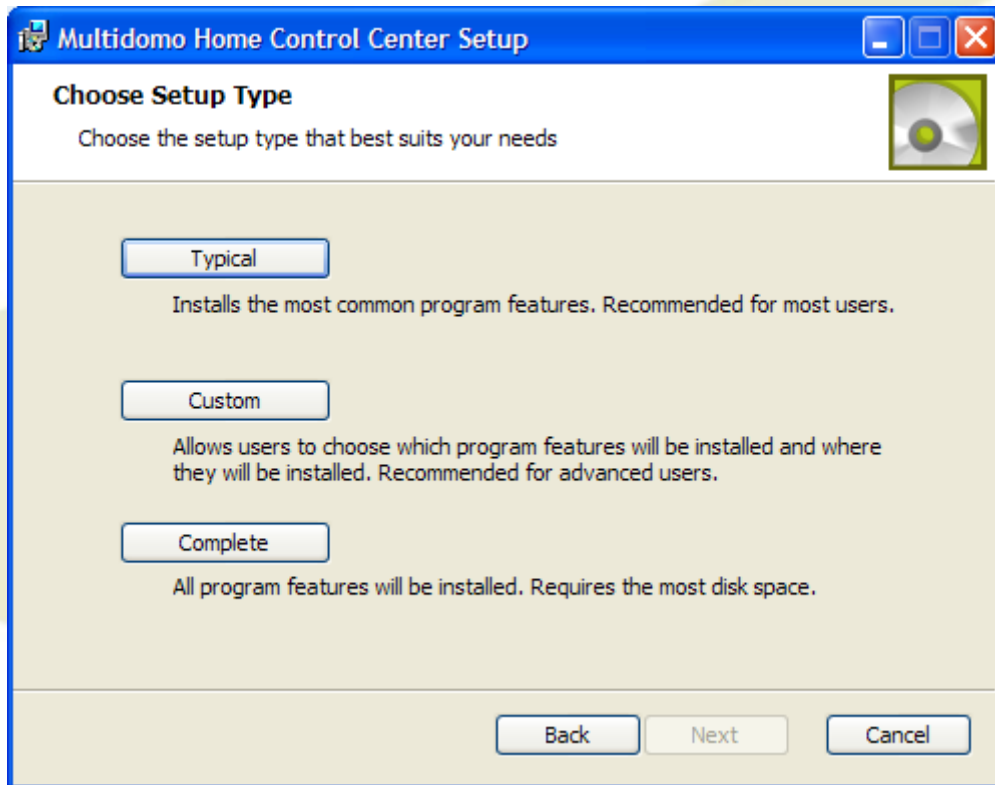 Multidomo Home Control Center Setup
Choose Setup Type
Choose the setup type that best suits your needs
Typical
Installs the most common program features. Recommended for most users.
Custom
Allows users to choose which program features will be installed and where
they will be installed. Recommended for advanced users.
Complete
All program features will be installed. Requires the most disk space.
Back Next Cancel